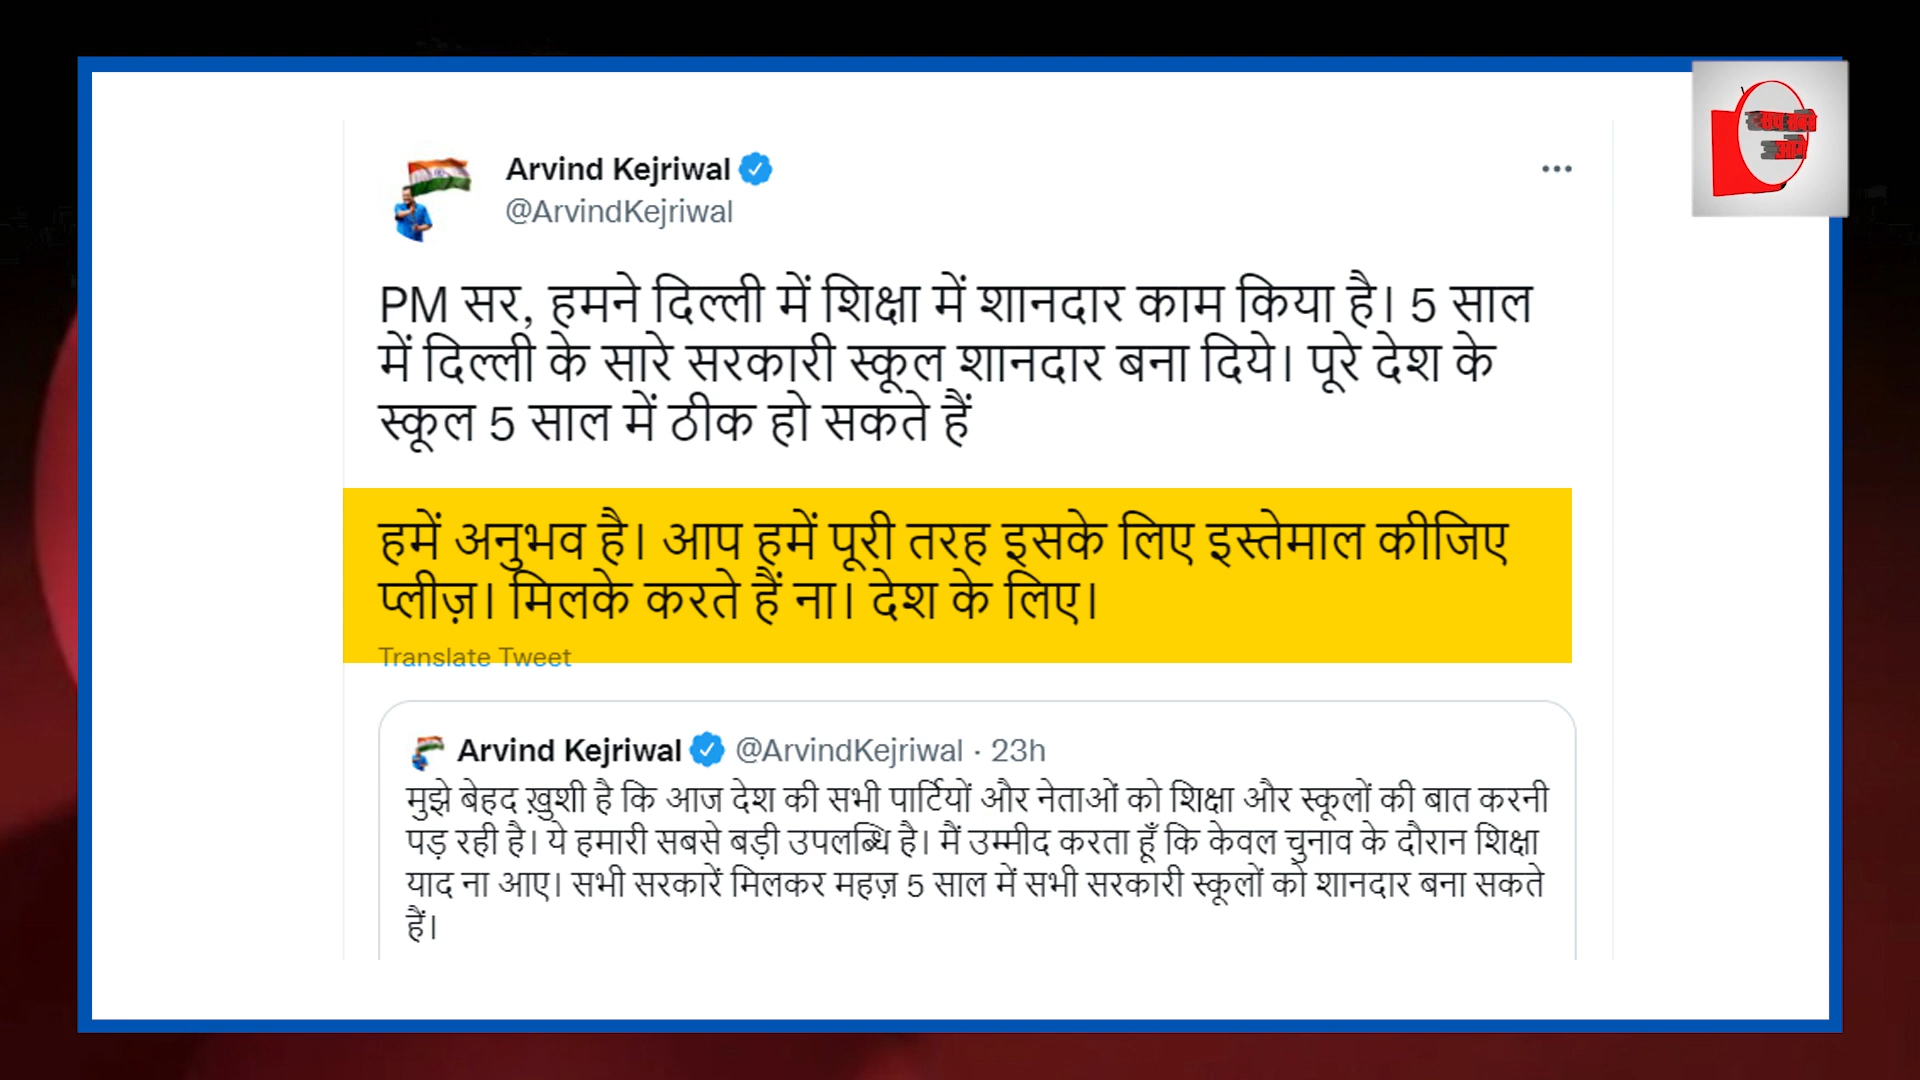 Arvind Kejriwal
@ArvindKejriwal
PM सर, हमने दिल्ली में शिक्षा में शानदार काम किया है। 5 साल
में दिल्ली के सारे सरकारी स्कूल शानदार बना दिये। पूरे देश के
स्कूल 5 साल में ठीक हो सकते हैं
हमें अनुभव है। आप हमें पूरी तरह इसके लिए इस्तेमाल कीजिए
प्लीज़। मिलके करते हैं ना। देश के लिए।
Translate Tweet
Arvind Kejriwal @ArvindKejriwal · 23h
मुझे बेहद ख़ुशी है कि आज देश की सभी पार्टियों और नेताओं को शिक्षा और स्कूलों की बात करनी
पड़ रही है। ये हमारी सबसे बड़ी उपलब्धि है। मैं उम्मीद करता हूँ कि केवल चुनाव के दौरान शिक्षा
याद ना आए। सभी सरकारें मिलकर महज़ 5 साल में सभी सरकारी स्कूलों को शानदार बना सकते
हैं।